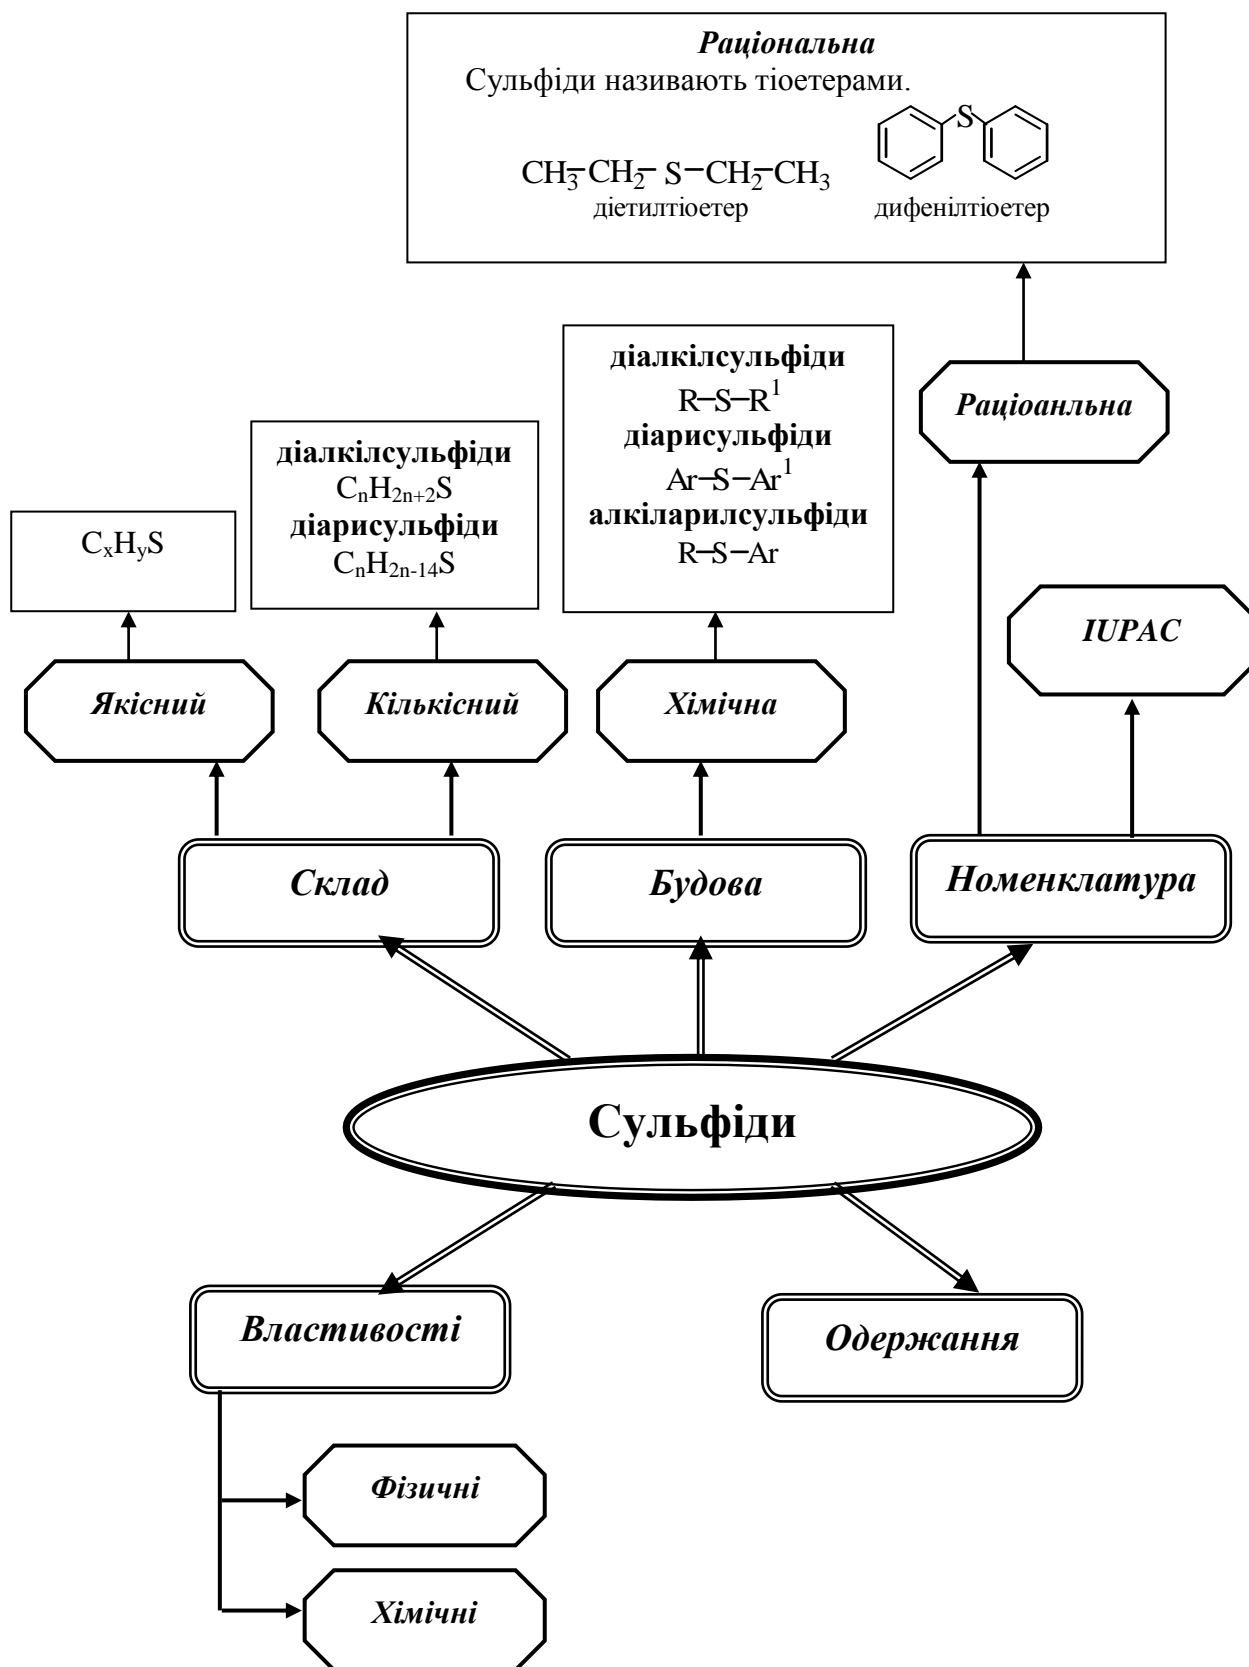 Раціональна
Сульфіди називають тіоетерами.
S
CH3-CH2-S-CH2-CH3
діетилтіоетер дифенілтіоетер
діалкілсульфіди
R-S-R¹
діарисульфіди
Ar-S-Ar¹
алкіларилсульфіди
R-S-Ar
Раціоанльна
діалкілсульфіди
CnH2n+2S
діарисульфіди
CnH2n-14S
CxHyS
IUPAC
Якісний
Кількісний
Хімічна
Склад
Будова
Номенклатура
Сульфіди
Властивості
Одержання
Фізичні
Хімічні